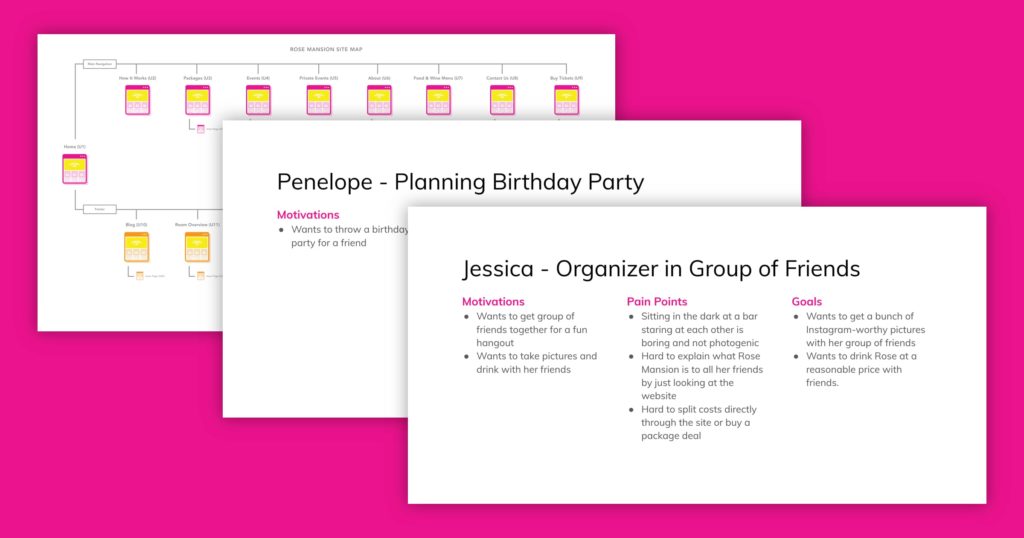 ROSE MANSION SITE MAP
Main Navigation
How It Works (U2) Packages (U3) Events (U4) Private Events (U5) About (U6) Food & Wine Menu (U7) Contact Us (U8) Buy Tickets (U9)
Home (U1)
Footer
Blog (U10) Room Overview (U11)
Penelope - Planning Birthday Party
Motivations
● Wants to throw a birthday
party for a friend
Jessica - Organizer in Group of Friends
Motivations
● Wants to get group of
friends together for a fun
hangout
● Wants to take pictures and
drink with her friends
Pain Points
● Sitting in the dark at a bar
staring at each other is
boring and not photogenic
● Hard to explain what Rose
Mansion is to all her friends
by just looking at the
website
● Hard to split costs directly
through the site or buy a
package deal
Goals
● Wants to get a bunch of
Instagram-worthy pictures
with her group of friends
● Wants to drink Rose at a
reasonable price with
friends.